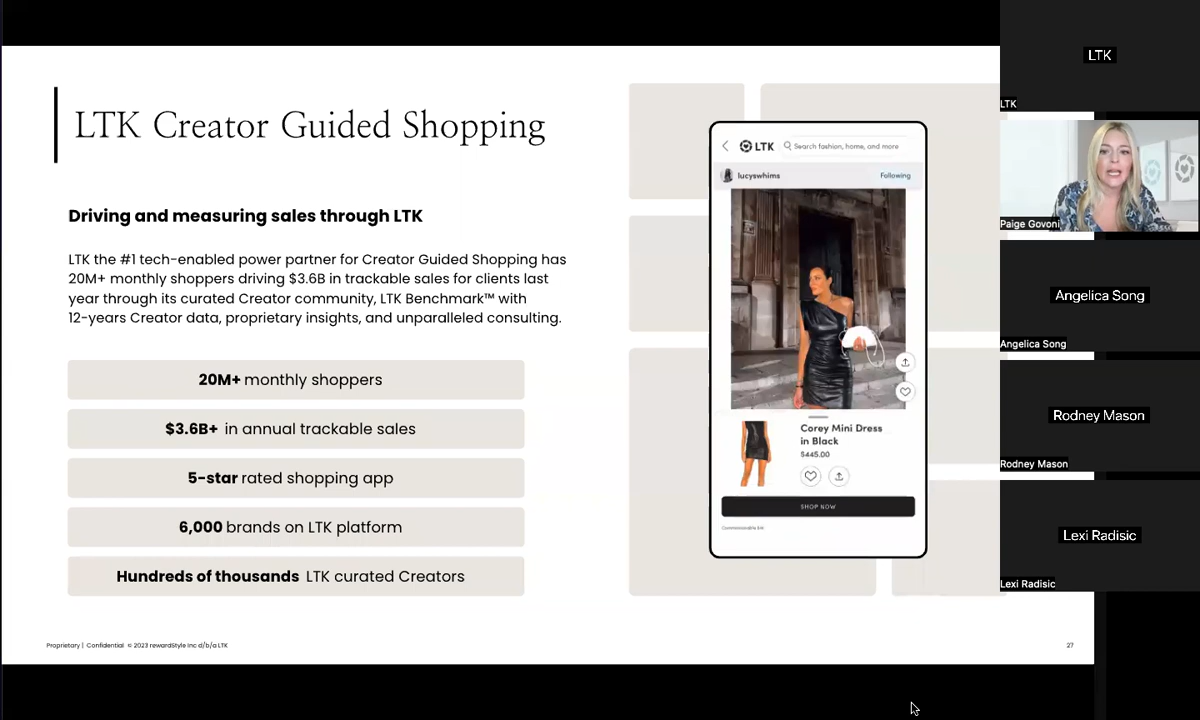 LTK Creator Guided Shopping
Driving and measuring sales through LTK
LTK the #1 tech-enabled power partner for Creator Guided Shopping has
20M+ monthly shoppers driving $3.6B in trackable sales for clients last
year through its curated Creator community, LTK Benchmark™ with
12-years Creator data, proprietary insights, and unparalleled consulting.
20M+ monthly shoppers
$3.6B+ in annual trackable sales
5-star rated shopping app
6,000 brands on LTK platform
Hundreds of thousands LTK curated Creators
Proprietary | Confidential © 2023 rewardStyle Inc d/b/a LTK
27
LTK
Search fashion, home, and more
lucyswhims
Following
Corey Mini Dress
in Black
$445.00
SHOP NOW
Commissionable link
LTK
LTK
Paige Govoni
Angelica Song
Angelica Song
Rodney Mason
Rodney Mason
Lexi Radisic
Lexi Radisic